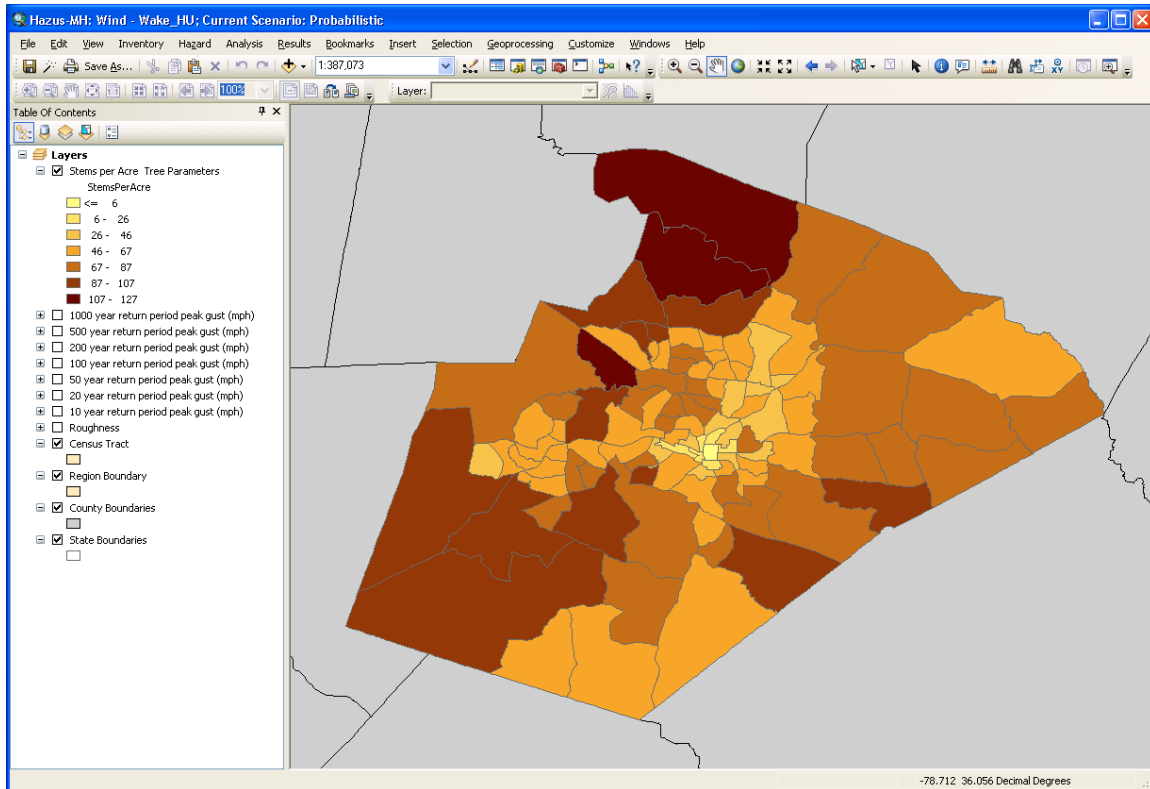 Hazus-MH: Wind - Wake_HU; Current Scenario: Probabilistic
File Edit View Inventory Hazard Analysis Results Bookmarks Insert Selection Geoprocessing Customize Windows Help
Save As... 1:387,073
100% Layer:
Table Of Contents
Layers
Stems per Acre Tree Parameters
StemsPerAcre
<= 6
6 - 26
26 - 46
46 - 67
67 - 87
87 - 107
107 - 127
1000 year return period peak gust (mph)
500 year return period peak gust (mph)
200 year return period peak gust (mph)
100 year return period peak gust (mph)
50 year return period peak gust (mph)
20 year return period peak gust (mph)
10 year return period peak gust (mph)
Roughness
Census Tract
Region Boundary
County Boundaries
State Boundaries
-78.712 36.056 Decimal Degrees